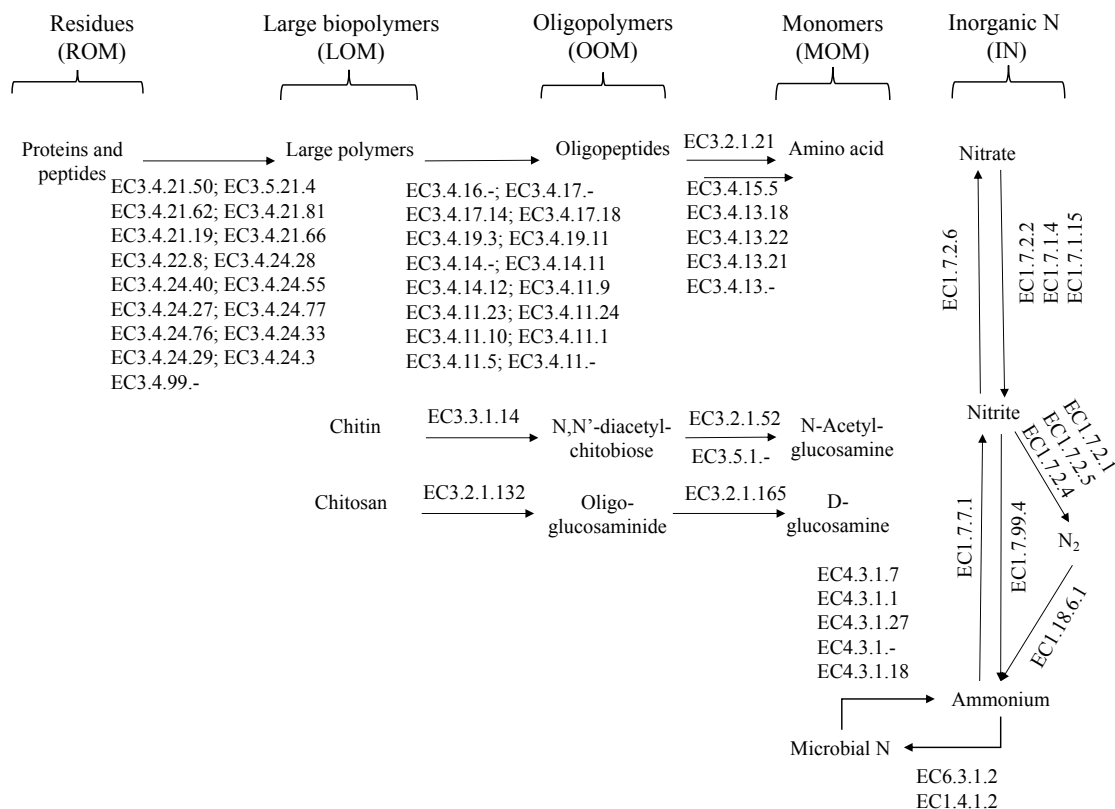 Residues
(ROM)
Large biopolymers
(LOM)
Oligopolymers
(OOM)
Monomers
(MOM)
Inorganic N
(IN)
Proteins and
peptides
Large polymers
Oligopeptides
EC3.2.1.21
Amino acid
Nitrate
EC3.4.21.50; EC3.5.21.4
EC3.4.21.62; EC3.4.21.81
EC3.4.21.19; EC3.4.21.66
EC3.4.22.8; EC3.4.24.28
EC3.4.24.40; EC3.4.24.55
EC3.4.24.27; EC3.4.24.77
EC3.4.24.76; EC3.4.24.33
EC3.4.24.29; EC3.4.24.3
EC3.4.99.-
EC3.4.16.-; EC3.4.17.-
EC3.4.17.14; EC3.4.17.18
EC3.4.19.3; EC3.4.19.11
EC3.4.14.-; EC3.4.14.11
EC3.4.14.12; EC3.4.11.9
EC3.4.11.23; EC3.4.11.24
EC3.4.11.10; EC3.4.11.1
EC3.4.11.5; EC3.4.11.-
EC3.4.15.5
EC3.4.13.18
EC3.4.13.22
EC3.4.13.21
EC3.4.13.-
EC1.7.2.6
EC1.7.2.2
EC1.7.1.4
EC1.7.1.15
Chitin
EC3.3.1.14
N,N’-diacetyl-
chitobiose
EC3.2.1.52
EC3.5.1.-
N-Acetyl-
glucosamine
Nitrite
EC1.7.2.1
EC1.7.2.5
EC1.7.2.4
Chitosan
EC3.2.1.132
Oligo-
glucosaminide
EC3.2.1.165
D-
glucosamine
EC1.7.7.1
EC1.7.99.4
N2
EC1.18.6.1
EC4.3.1.7
EC4.3.1.1
EC4.3.1.27
EC4.3.1.-
EC4.3.1.18
Ammonium
Microbial N
EC6.3.1.2
EC1.4.1.2